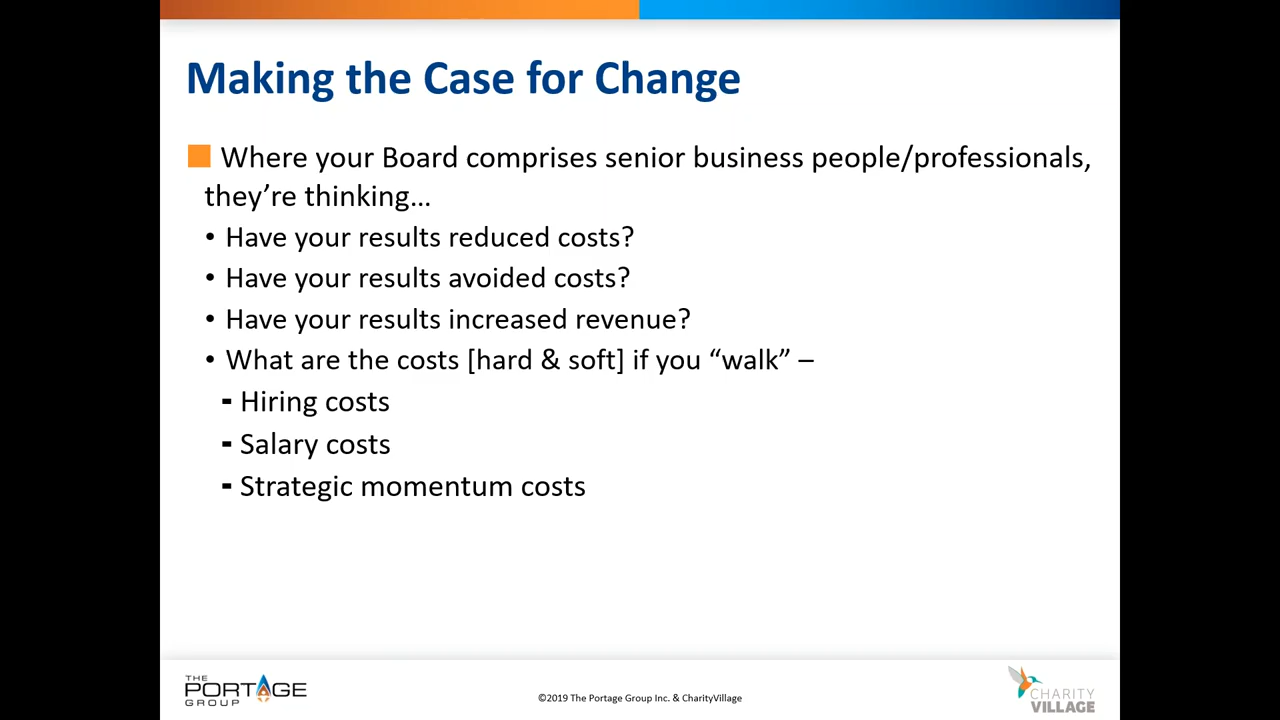 Making the Case for Change
Where your Board comprises senior business people/professionals,
they’re thinking…
• Have your results reduced costs?
• Have your results avoided costs?
• Have your results increased revenue?
• What are the costs [hard & soft] if you “walk” –
- Hiring costs
- Salary costs
- Strategic momentum costs
THE
PORTAGE
GROUP
©2019 The Portage Group Inc. & CharityVillage
CHARITY
VILLAGE